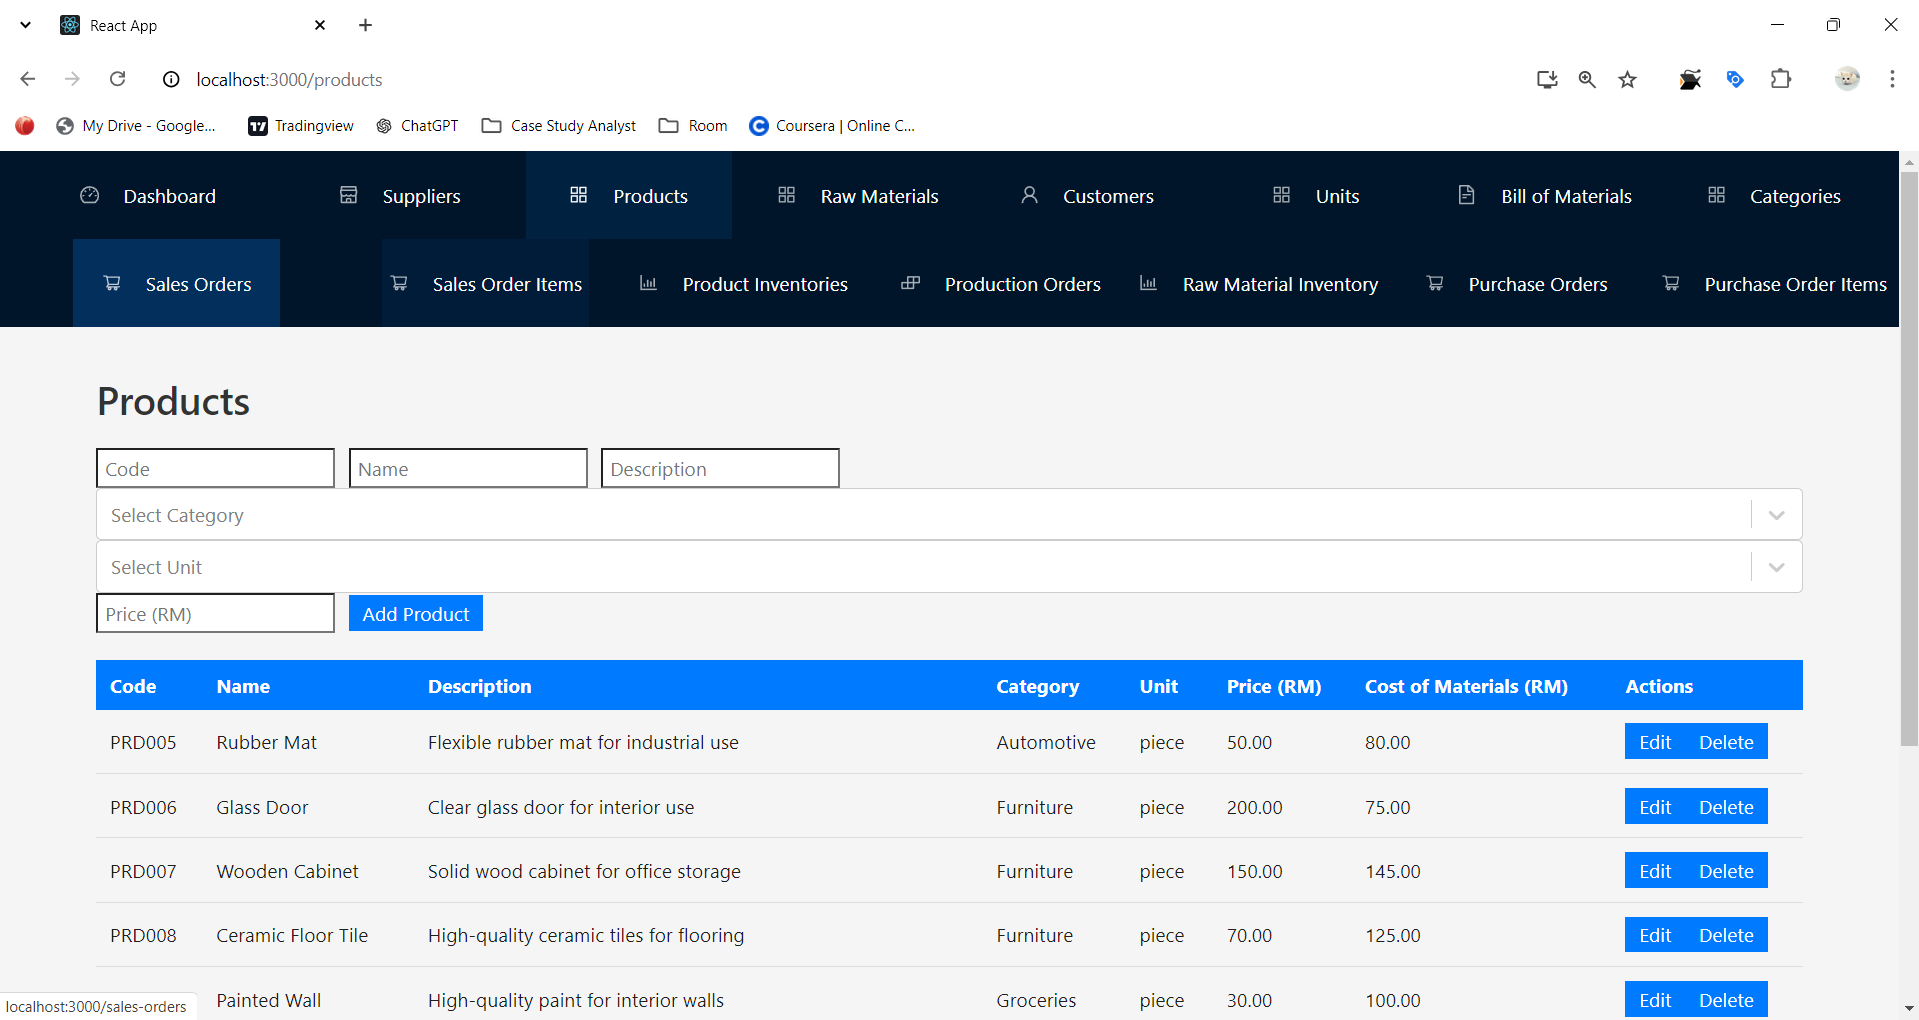 React App
localhost:3000/products
My Drive - Google... Tradingview ChatGPT Case Study Analyst Room Coursera | Online C...
Dashboard Suppliers Products Raw Materials Customers Units Bill of Materials Categories
Sales Orders Sales Order Items Product Inventories Production Orders Raw Material Inventory Purchase Orders Purchase Order Items
Products
Code Name Description
Select Category
Select Unit
Price (RM) Add Product
Code Name Description Category Unit Price (RM) Cost of Materials (RM) Actions
PRD005 Rubber Mat Flexible rubber mat for industrial use Automotive piece 50.00 80.00 Edit Delete
PRD006 Glass Door Clear glass door for interior use Furniture piece 200.00 75.00 Edit Delete
PRD007 Wooden Cabinet Solid wood cabinet for office storage Furniture piece 150.00 145.00 Edit Delete
PRD008 Ceramic Floor Tile High-quality ceramic tiles for flooring Furniture piece 70.00 125.00 Edit Delete
Painted Wall High-quality paint for interior walls Groceries piece 30.00 100.00 Edit Delete
localhost:3000/sales-orders